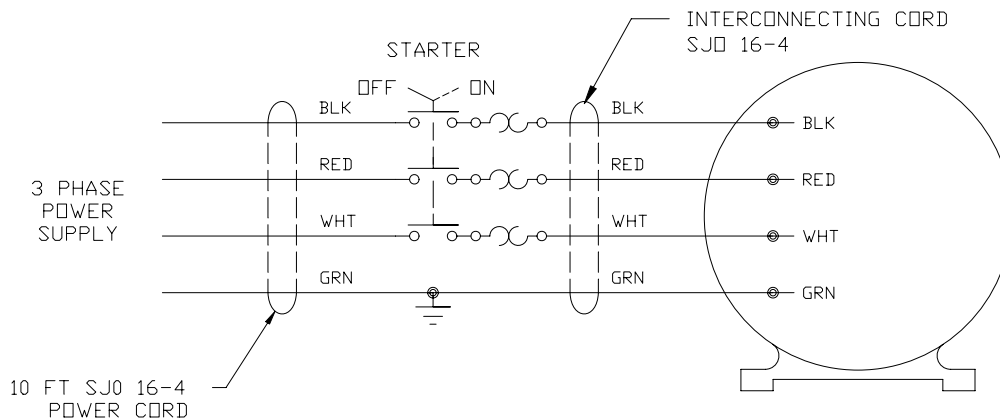 INTERCONNECTING CORD
SJO 16-4
STARTER
OFF ON
BLK BLK BLK
RED RED RED
3 PHASE
POWER
SUPPLY
WHT WHT WHT
GRN GRN GRN
10 FT SJO 16-4
POWER CORD